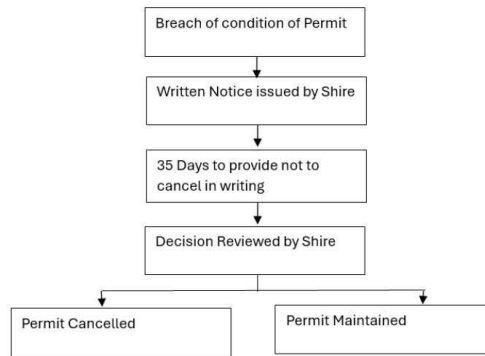 Breach of condition of Permit
Written Notice issued by Shire
35 Days to provide not to
cancel in writing
Decision Reviewed by Shire
Permit Cancelled
Permit Maintained